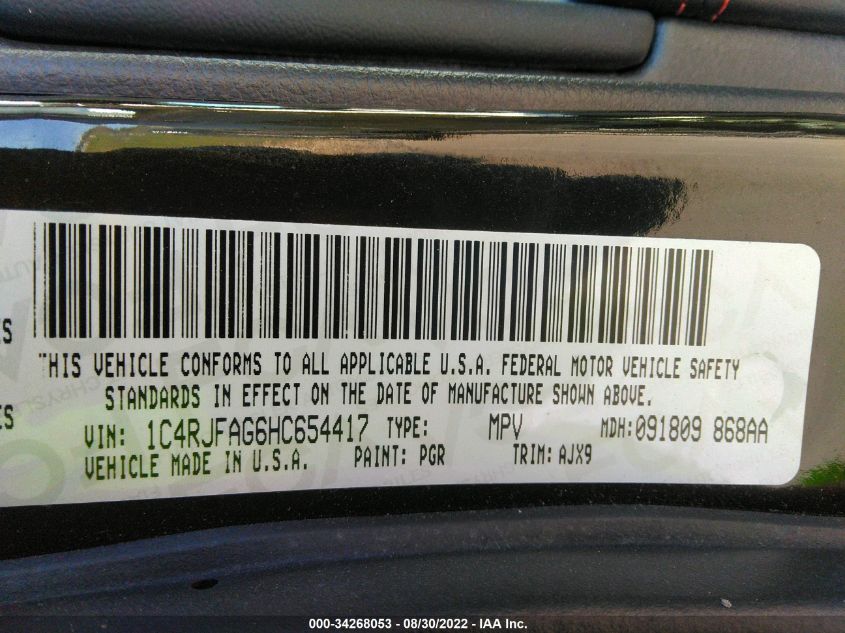 THIS VEHICLE CONFORMS TO ALL APPLICABLE U.S.A. FEDERAL MOTOR VEHICLE SAFETY
STANDARDS IN EFFECT ON THE DATE OF MANUFACTURE SHOWN ABOVE.
VIN: 1C4RJFAG6HC654417 TYPE: MPV MDH:091809 868AA
VEHICLE MADE IN U.S.A. PAINT: PGR TRIM: AJX9
000-34268053 - 08/30/2022 - IAA Inc.